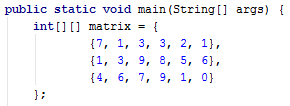 public static void main(String[] args) {
    int[][] matrix = {
            {7, 1, 3, 3, 2, 1},
            {1, 3, 9, 8, 5, 6},
            {4, 6, 7, 9, 1, 0}
    };